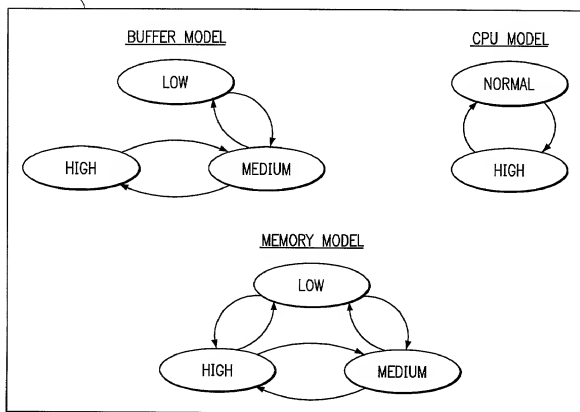 BUFFER MODEL
LOW
HIGH
MEDIUM
CPU MODEL
NORMAL
HIGH
MEMORY MODEL
LOW
HIGH
MEDIUM